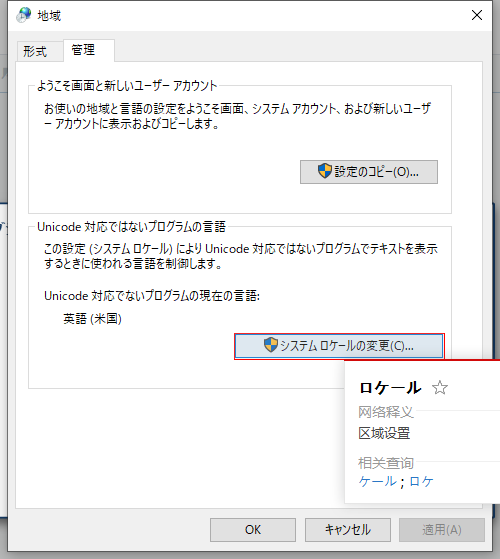 地域
形式
管理
ようこそ画面と新しいユーザー アカウント
お使いの地域と言語の設定をようこそ画面、システム アカウント、および新しいユーザ
ー アカウントに表示およびコピーします。
設定のコピー(O)...
Unicode 対応ではないプログラムの言語
この設定 (システム ロケール) により Unicode 対応ではないプログラムでテキストを表示
するときに使われる言語を制御します。
Unicode 対応でないプログラムの現在の言語:
英語 (米国)
システム ロケールの変更(C)...
ロケール ☆
网络释义
区域设置
相关查询
ケール ; ロケ
OK
キャンセル
適用(A)